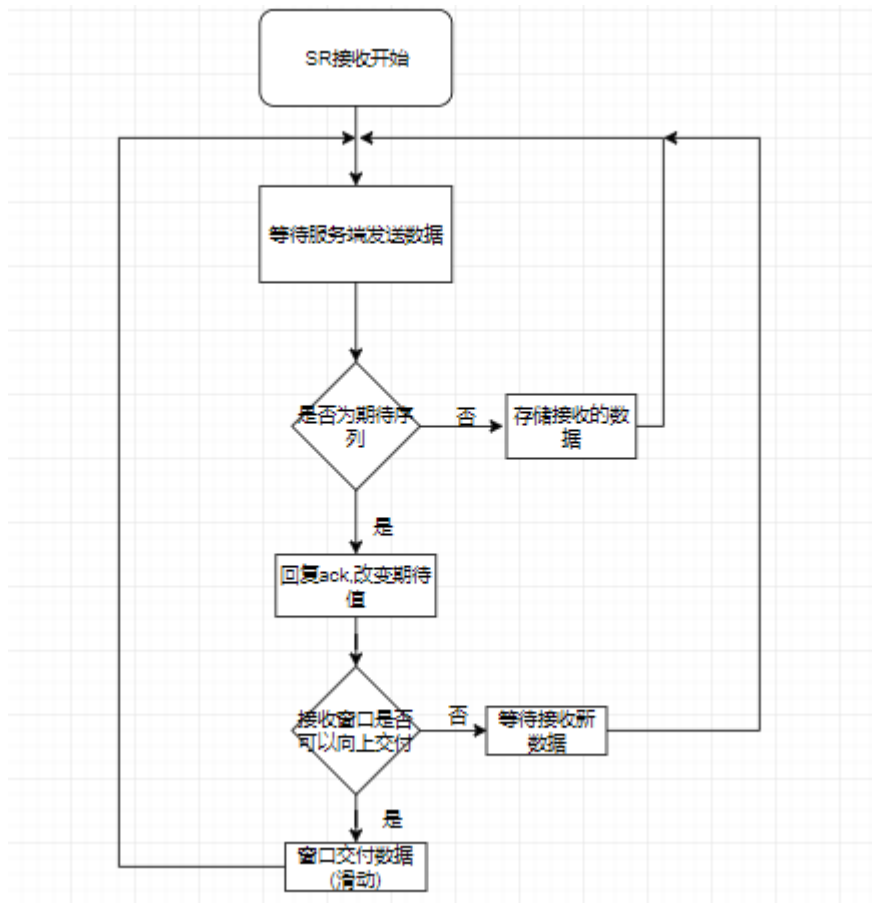 SR接收开始
等待服务端发送数据
是否为期待序
列
否
存储接收的数
据
是
回复ack,改变期待
值
接收窗口是否
可以向上交付
否
等待接收新
数据
是
窗口交付数据
(滑动)